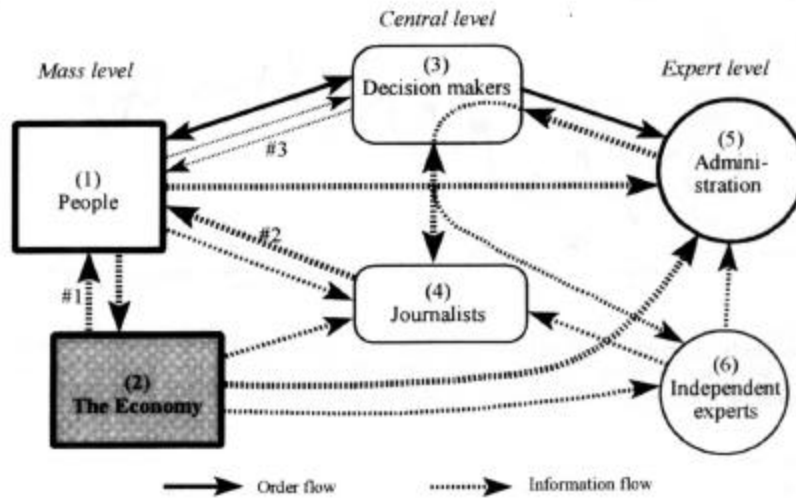 Central level
Mass level
Expert level
(3)
Decision makers
#3
(1)
People
(5)
Admini-
stration
#2
(4)
Journalists
#1
(2)
The Economy
(6)
Independent
experts
Order flow
Information flow